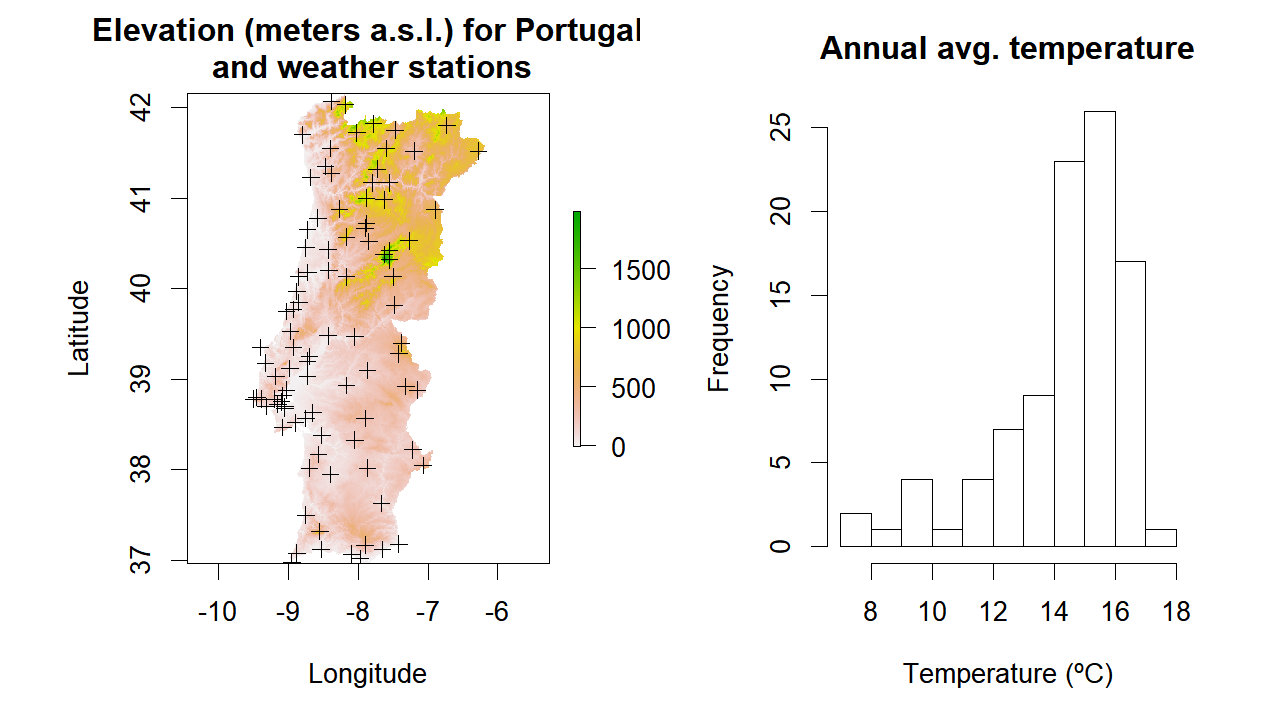 Elevation (meters a.s.l.) for Portugal
and weather stations
Latitude
42
41
40
39
38
37
-10 -9 -8 -7 -6
Longitude
1500
1000
500
0
Annual avg. temperature
Frequency
25
20
15
10
5
0
8 10 12 14 16 18
Temperature (ºC)